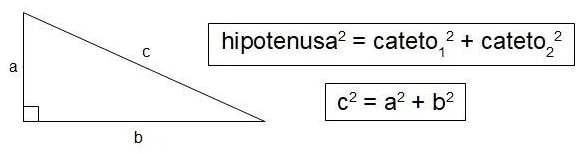 hipotenusa² = cateto₁² + cateto₂²
a
c
c² = a² + b²
b